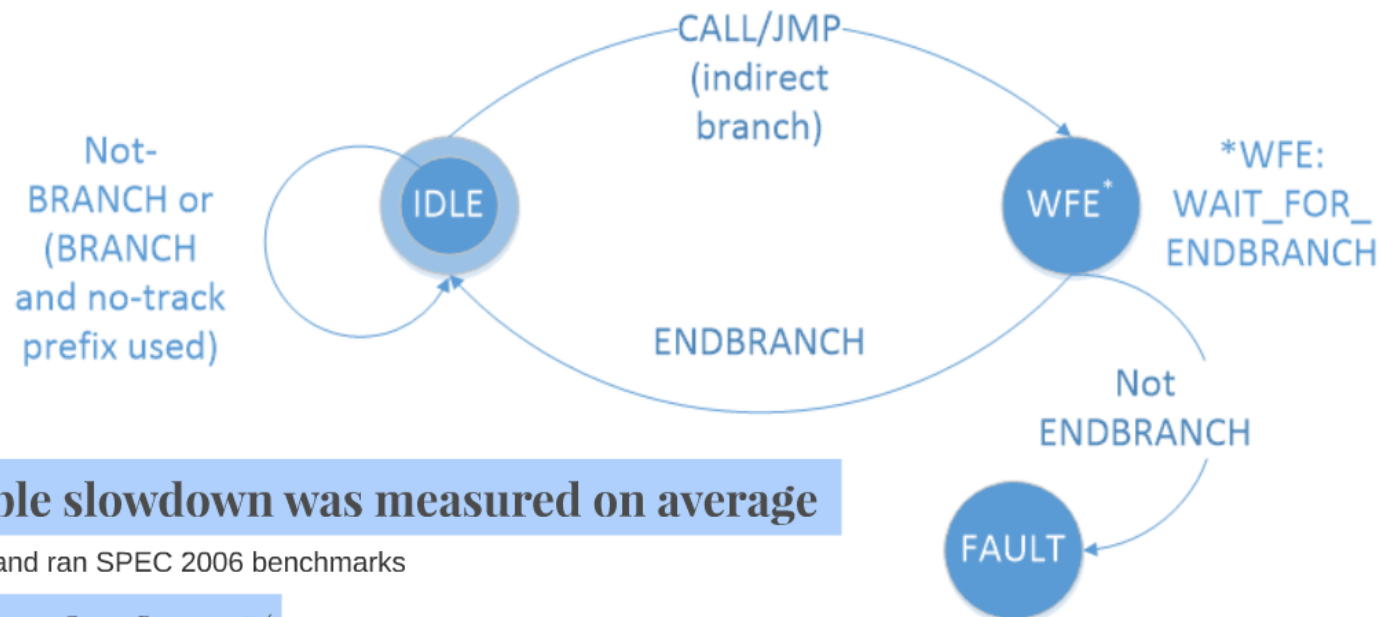 CALL/JMP
(indirect
branch)
Not-
BRANCH or
(BRANCH
and no-track
prefix used)
IDLE
WFE*
*WFE:
WAIT_FOR_
ENDBRANCH
ENDBRANCH
Not
ENDBRANCH
slowdown was measured on average
and ran SPEC 2006 benchmarks
FAULT